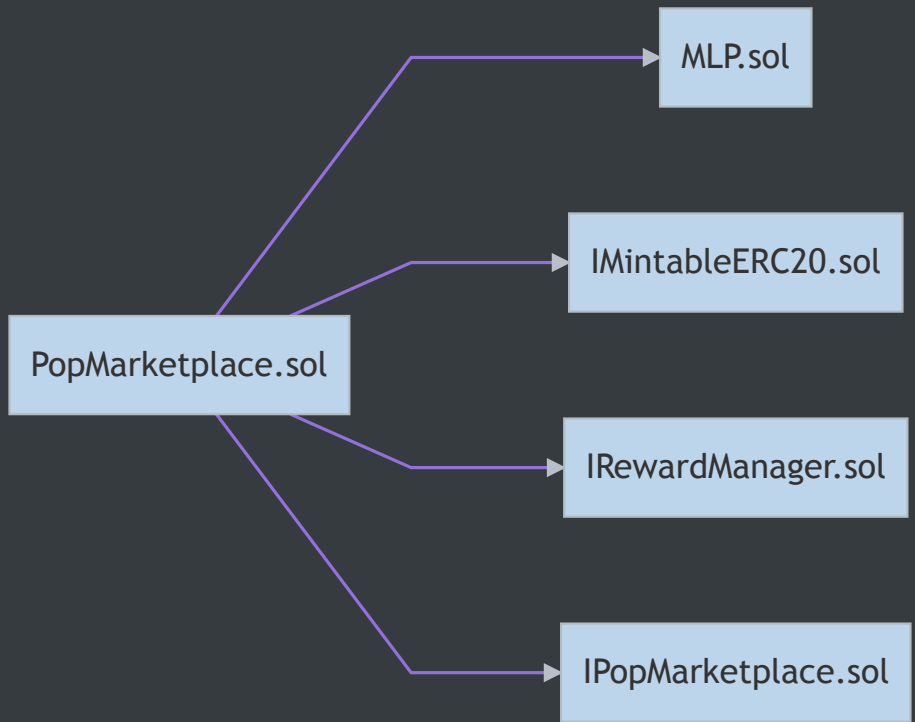 MLP.sol
IMintableERC20.sol
PopMarketplace.sol
IRewardManager.sol
IPopMarketplace.sol